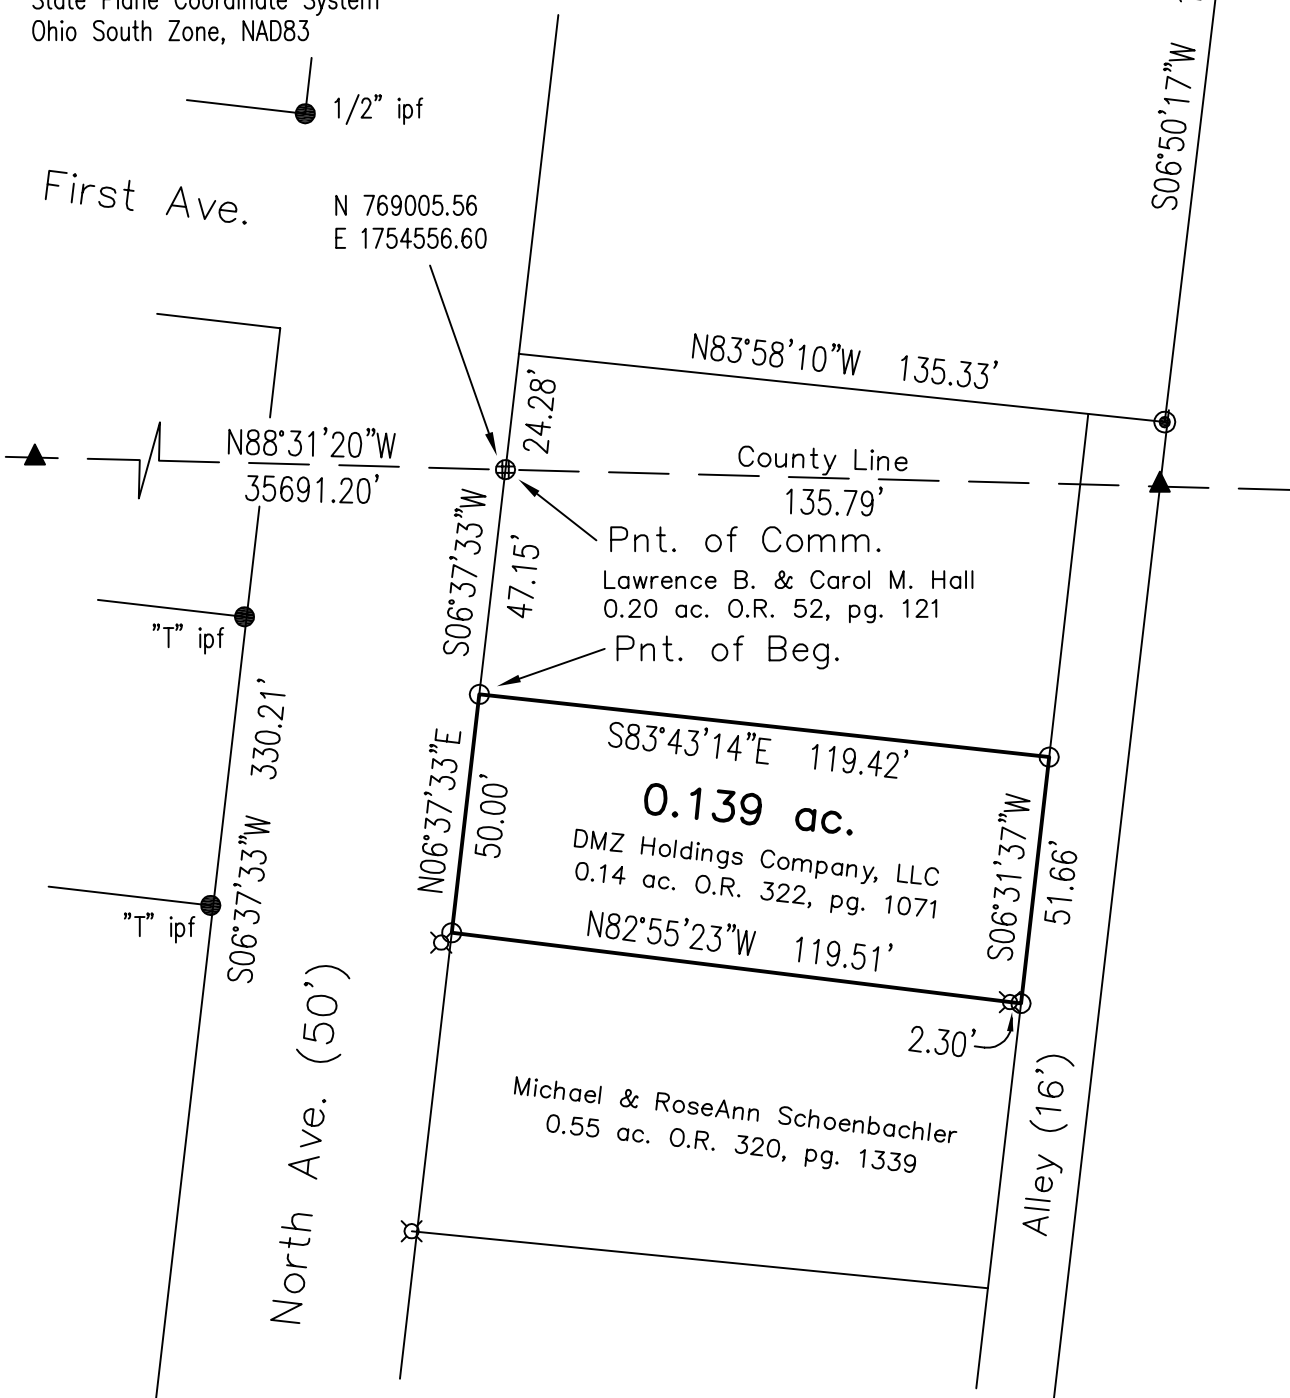 State Plane Coordinate System
Ohio South Zone, NAD83
1/2" ipf
S06°50'17"W
First Ave.
N 769005.56
E 1754556.60
N83°58'10"W 135.33'
24.28'
N88°31'20"W
35691.20'
County Line
135.79'
S06°37'33"W
47.15'
Pnt. of Comm.
Lawrence B. & Carol M. Hall
0.20 ac. O.R. 52, pg. 121
Pnt. of Beg.
"T" ipf
S06°37'33"W 330.21'
"T" ipf
S83°43'14"E 119.42'
N06°37'33"E
50.00'
0.139 ac.
DMZ Holdings Company, LLC
0.14 ac. O.R. 322, pg. 1071
S06°31'37"W
51.66'
N82°55'23"W 119.51'
2.30'
Michael & RoseAnn Schoenbachler
0.55 ac. O.R. 320, pg. 1339
North Ave. (50')
Alley (16')